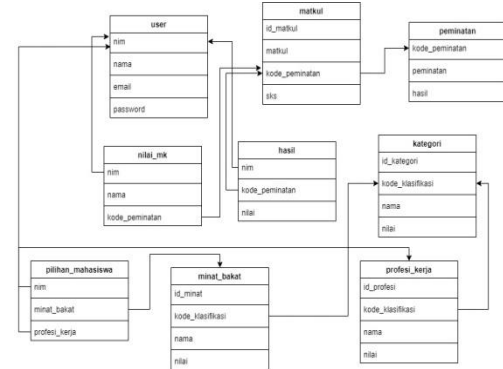 user
nim
nama
email
password
matkul
id_matkul
matkul
kode_peminatan
sks
peminatan
kode_peminatan
peminatan
hasil
nilai_mk
nim
nama
kode_peminatan
hasil
nim
kode_peminatan
nilai
kategori
id_kategori
kode_klasifikasi
nama
nilai
pilihan_mahasiswa
nim
minat_bakat
profesi_kerja
minat_bakat
id_minat
kode_klasifikasi
nama
nilai
profesi_kerja
id_profesi
kode_klasifikasi
nama
nilai